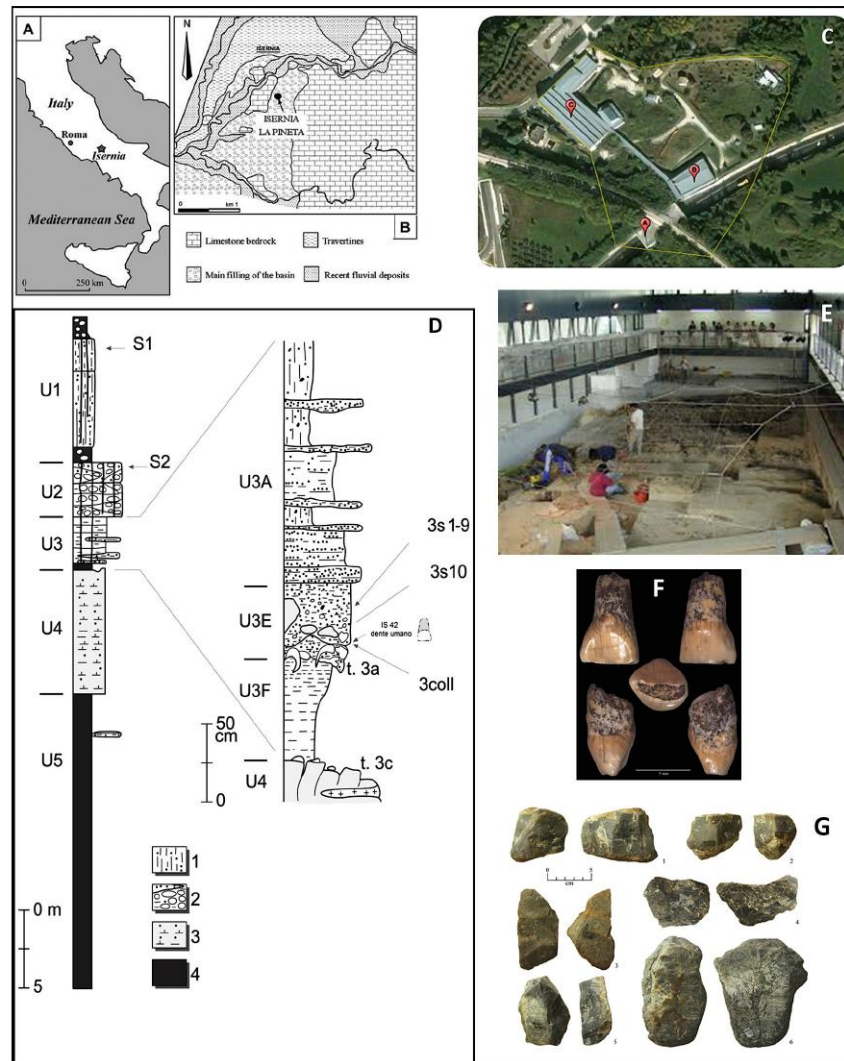 A
Italy
Roma
Isernia
Mediterranean Sea
0 250 km
N
ISERNIA
ISERNIA
LA PINETA
0 km 1
B
Limestone bedrock
Travertines
Main filling of the basin
Recent fluvial deposits
C
C
B
A
D
S1
U1
S2
U2
U3
U4
U5
U3A
3s 1-9
3s10
U3E
IS 42
dente umano
t. 3a
3coll
U3F
50
cm
0
t. 3c
U4
1
2
3
4
0 m
5
E
F
G
1
2
0 5
cm
3
4
5
6